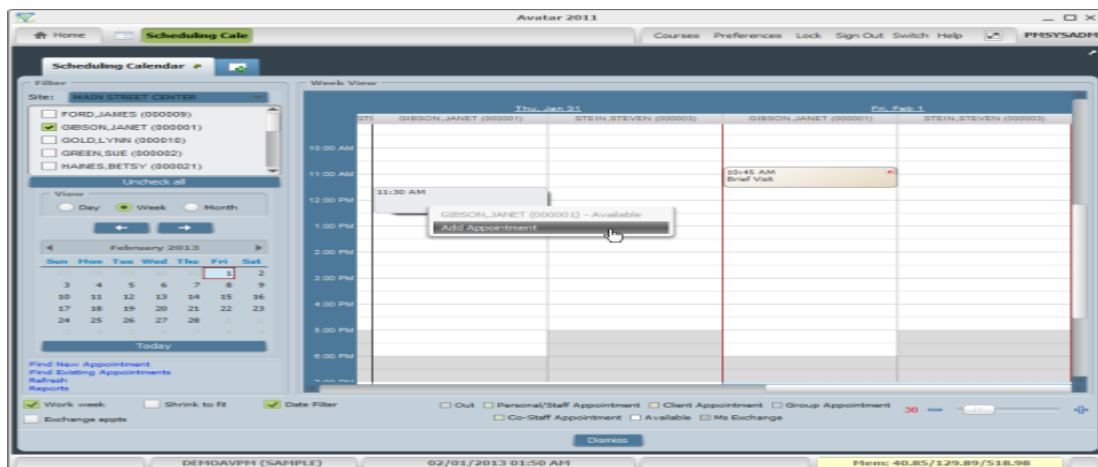 Avatar 2011
Home Scheduling Cale Courses Preferences Lock Sign Out Switch Help PMSYSADM
Scheduling Calendar
Filter
Site: MAIN STREET CENTER
FORD,JAMES (000009)
GIBSON,JANET (000001)
GOLD,LYNN (000010)
GREEN,SUE (000002)
HAINES,BETSY (000021)
Uncheck all
View
Day Week Month
February 2013
Sun Mon Tue Wed Thu Fri Sat
1 2
3 4 5 6 7 8 9
10 11 12 13 14 15 16
17 18 19 20 21 22 23
24 25 26 27 28
Today
Find New Appointment
Find Existing Appointments
Refresh
Reports
Week View
Thu, Jan 31 Fri, Feb 1
STI GIBSON,JANET (000001) STEIN,STEVEN (000003) GIBSON,JANET (000001) STEIN,STEVEN (000003)
10:00 AM
11:00 AM
12:00 PM
1:00 PM
2:00 PM
3:00 PM
4:00 PM
5:00 PM
6:00 PM
7:00 PM
10:45 AM
Brief Visit
11:30 AM
GIBSON,JANET (000001) - Available
Add Appointment
Work week Shrink to fit Date Filter
Exchange appts
Out Personal/Staff Appointment Client Appointment Group Appointment
Co-Staff Appointment Available Ms Exchange
30
Dismiss
DEMOAVPM (SAMPLE) 02/01/2013 01:50 AM Mem: 40.85/129.89/518.98